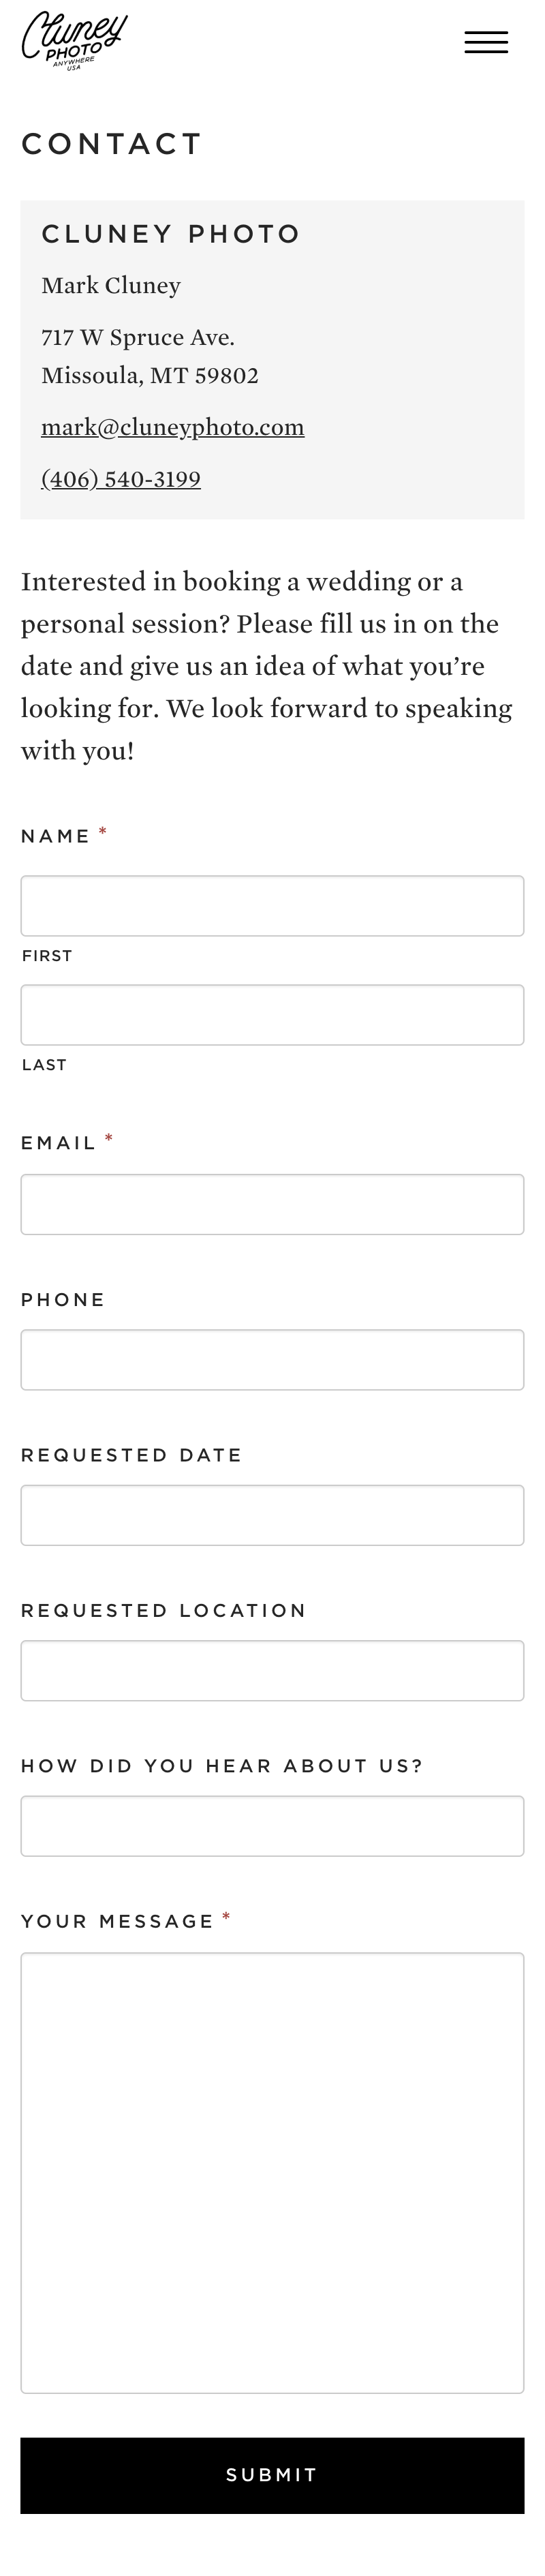 Cluney
PHOTO
ANYWHERE
USA
CONTACT
CLUNEY PHOTO
Mark Cluney
717 W Spruce Ave.
Missoula, MT 59802
mark@cluneyphoto.com
(406) 540-3199
Interested in booking a wedding or a
personal session? Please fill us in on the
date and give us an idea of what you’re
looking for. We look forward to speaking
with you!
NAME *
FIRST
LAST
EMAIL *
PHONE
REQUESTED DATE
REQUESTED LOCATION
HOW DID YOU HEAR ABOUT US?
YOUR MESSAGE *
SUBMIT